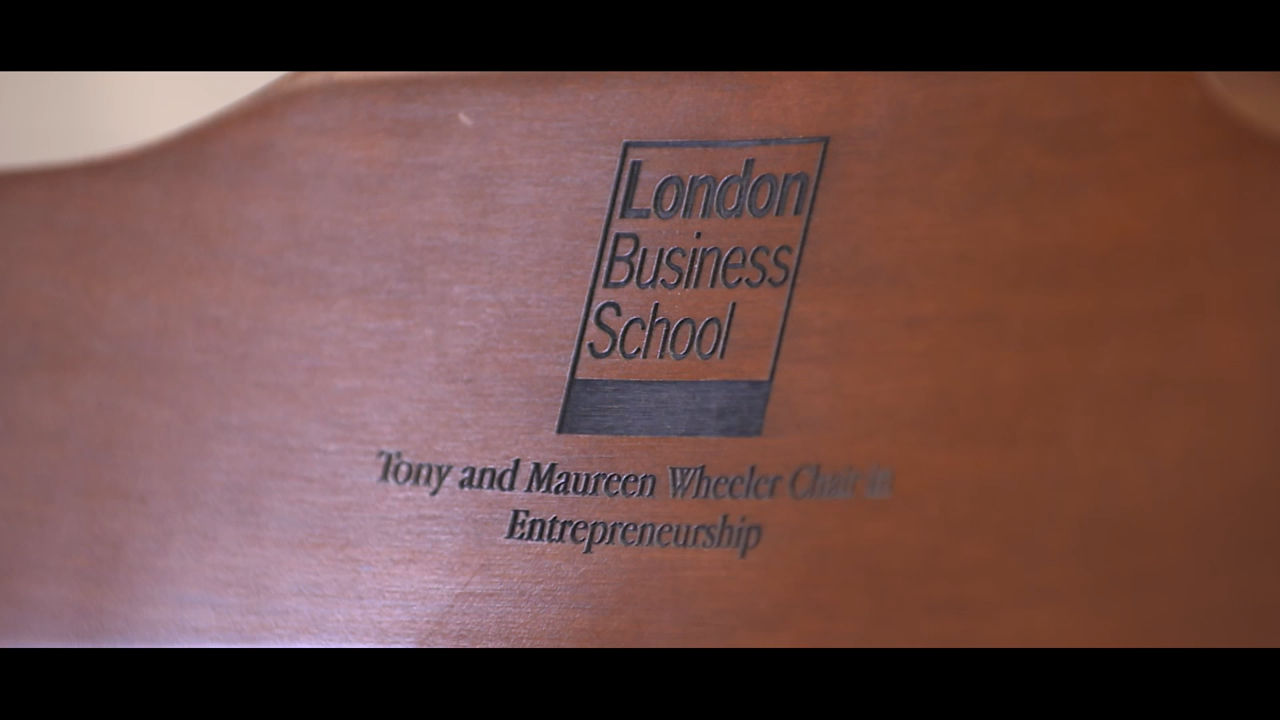 London
Business
School
Tony and Maureen Wheeler Chair in
Entrepreneurship